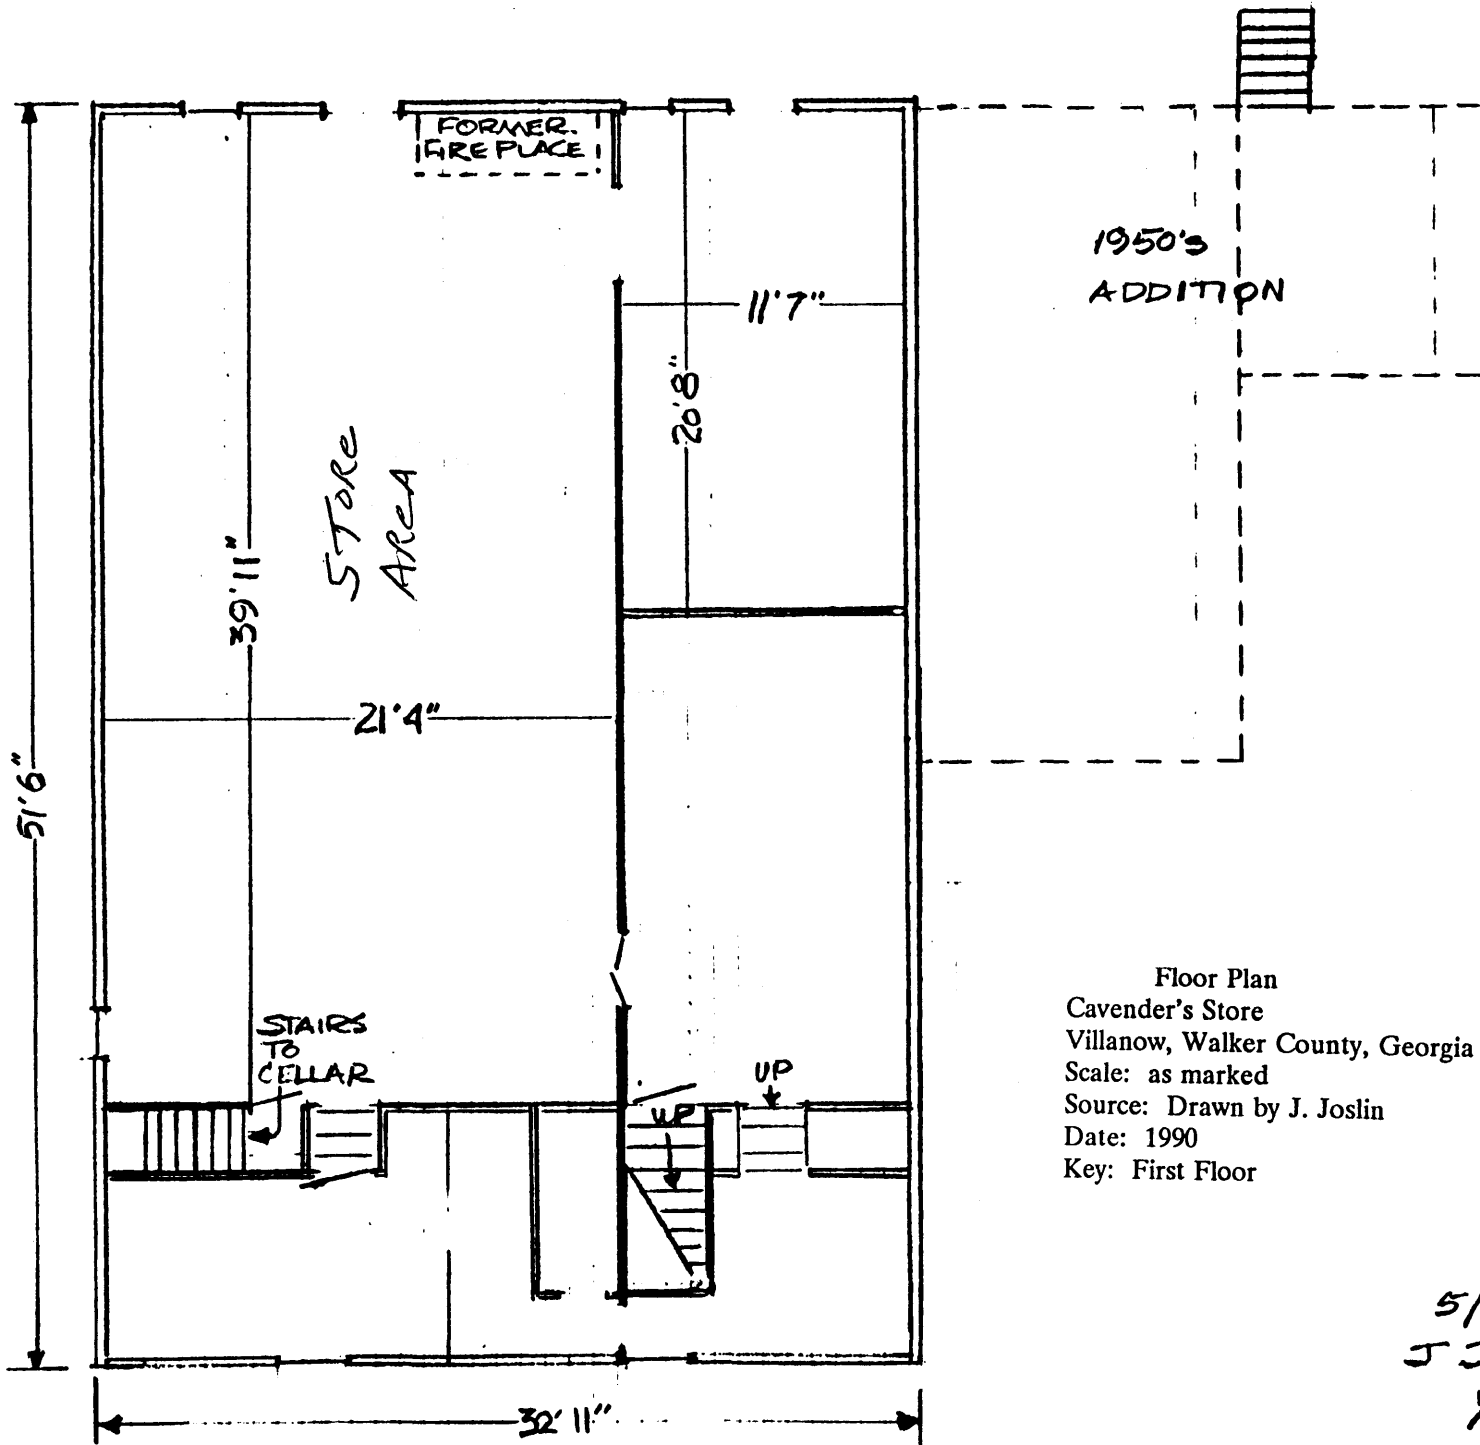 FORMER.
FIREPLACE
1950's
ADDITION
11'7"
20'8"
STORE
AREA
39'11"
21'4"
51'6"
STAIRS
TO
CELLAR
UP
UP
Floor Plan
Cavender's Store
Villanow, Walker County, Georgia
Scale: as marked
Source: Drawn by J. Joslin
Date: 1990
Key: First Floor
5/
J J
32'11"